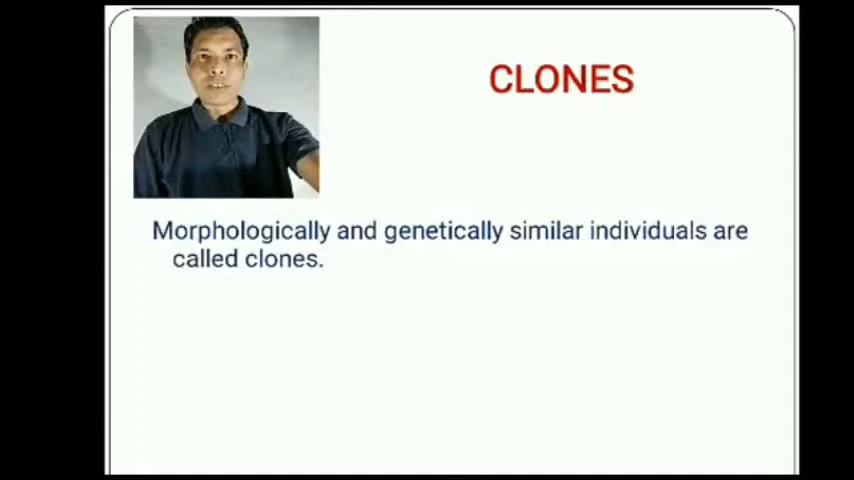 CLONES
Morphologically and genetically similar individuals are
called clones.